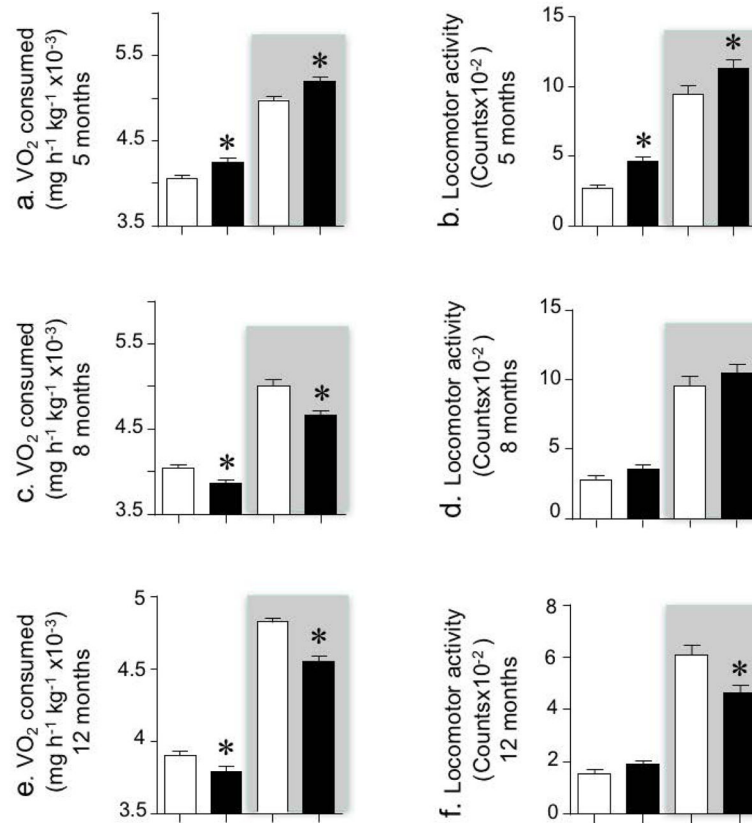 a. VO₂ consumed
(mg h⁻¹ kg⁻¹ x10⁻³)
5 months
5.5
4.5
3.5
*
*
b. Locomotor activity
(Countsx10⁻²)
5 months
15
10
5
0
*
*
c. VO₂ consumed
(mg h⁻¹ kg⁻¹ x10⁻³)
8 months
5.5
4.5
3.5
*
*
d. Locomotor activity
(Countsx10⁻²)
8 months
15
10
5
0
e. VO₂ consumed
(mg h⁻¹ kg⁻¹ x10⁻³)
12 months
5
4.5
4
3.5
*
*
f. Locomotor activity
(Countsx10⁻²)
12 months
8
6
4
2
0
*